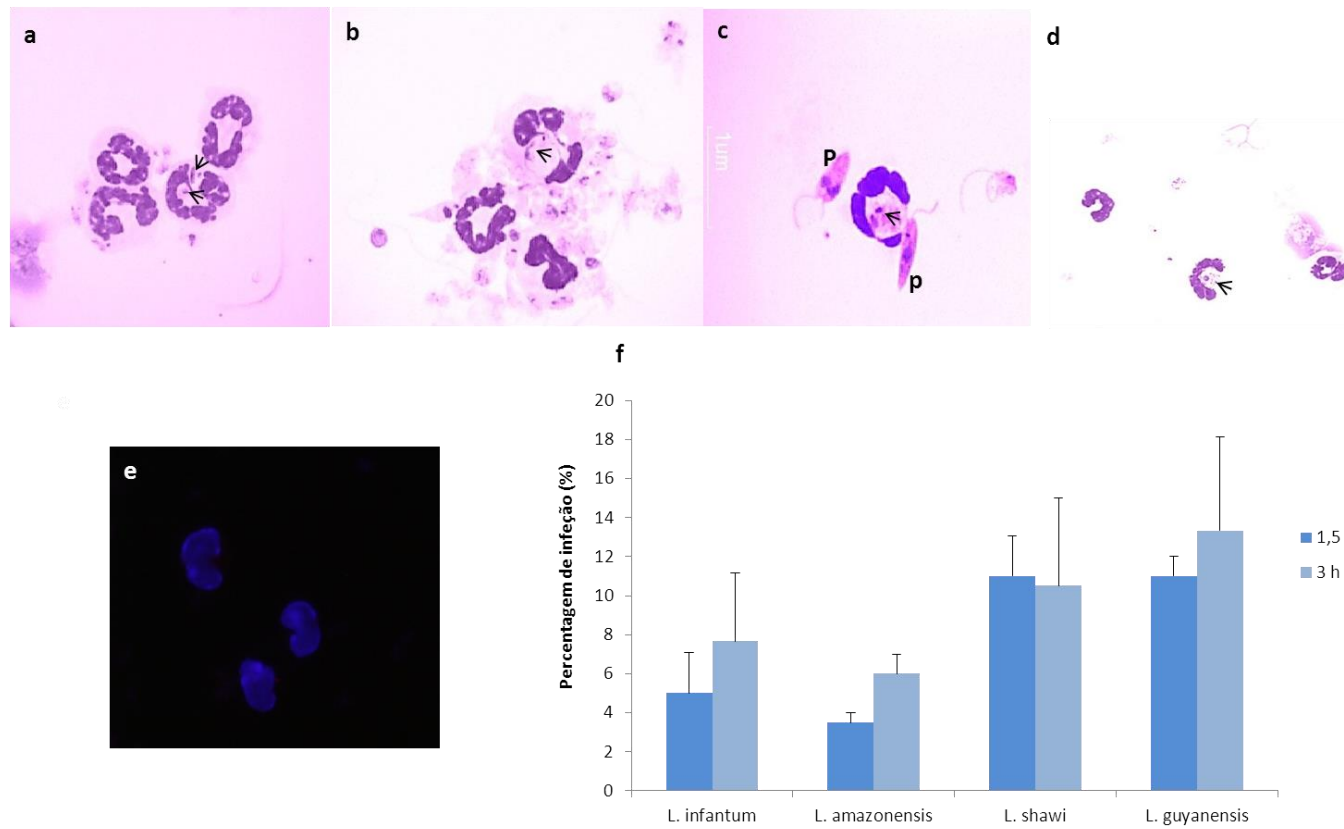 a
b
c
d
1um
P
p
e
e
f
Percentagem de infeção (%)
20
18
16
14
12
10
8
6
4
2
0
L. infantum
L. amazonensis
L. shawi
L. guyanensis
1,5
3 h